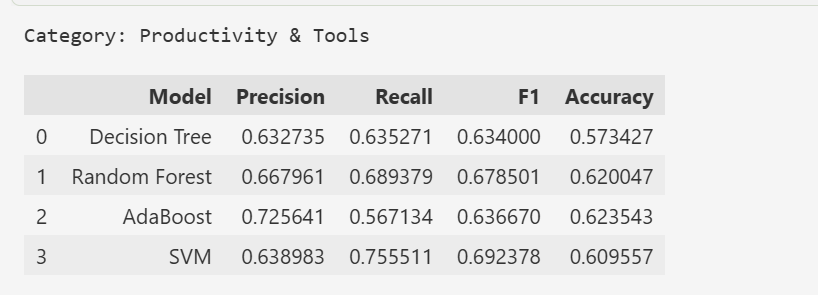 Category: Productivity & Tools
Model Precision Recall F1 Accuracy
0 Decision Tree 0.632735 0.635271 0.634000 0.573427
1 Random Forest 0.667961 0.689379 0.678501 0.620047
2 AdaBoost 0.725641 0.567134 0.636670 0.623543
3 SVM 0.638983 0.755511 0.692378 0.609557